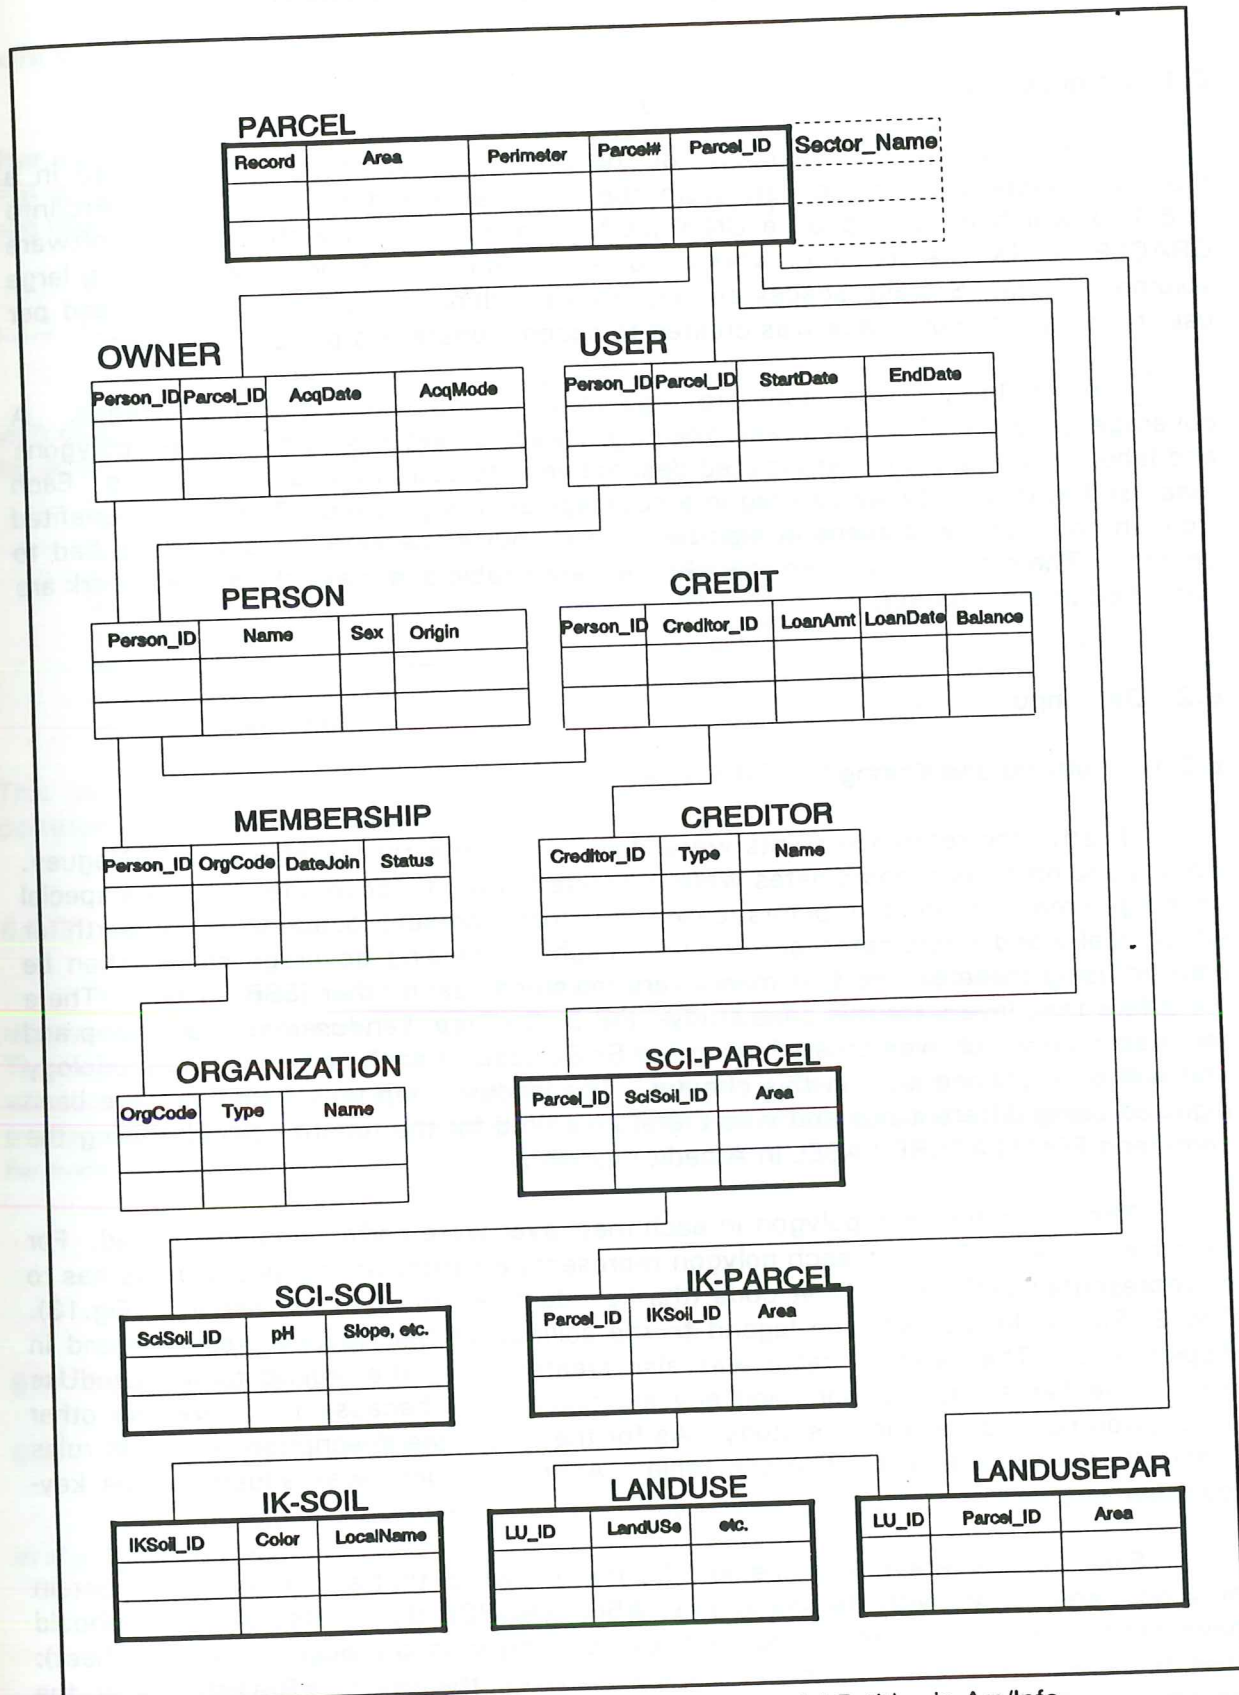 PARCEL
Record Area Perimeter Parcel# Parcel_ID Sector_Name
OWNER
Person_ID Parcel_ID AcqDate AcqMode
USER
Person_ID Parcel_ID StartDate EndDate
PERSON
Person_ID Name Sex Origin
CREDIT
Person_ID Creditor_ID LoanAmt LoanDate Balance
MEMBERSHIP
Person_ID OrgCode DateJoin Status
CREDITOR
Creditor_ID Type Name
ORGANIZATION
OrgCode Type Name
SCI-PARCEL
Parcel_ID SciSoil_ID Area
SCI-SOIL
SciSoil_ID pH Slope, etc.
IK-PARCEL
Parcel_ID IKSoil_ID Area
IK-SOIL
IKSoil_ID Color LocalName
LANDUSE
LU_ID LandUSe etc.
LANDUSEPAR
LU_ID Parcel_ID Area